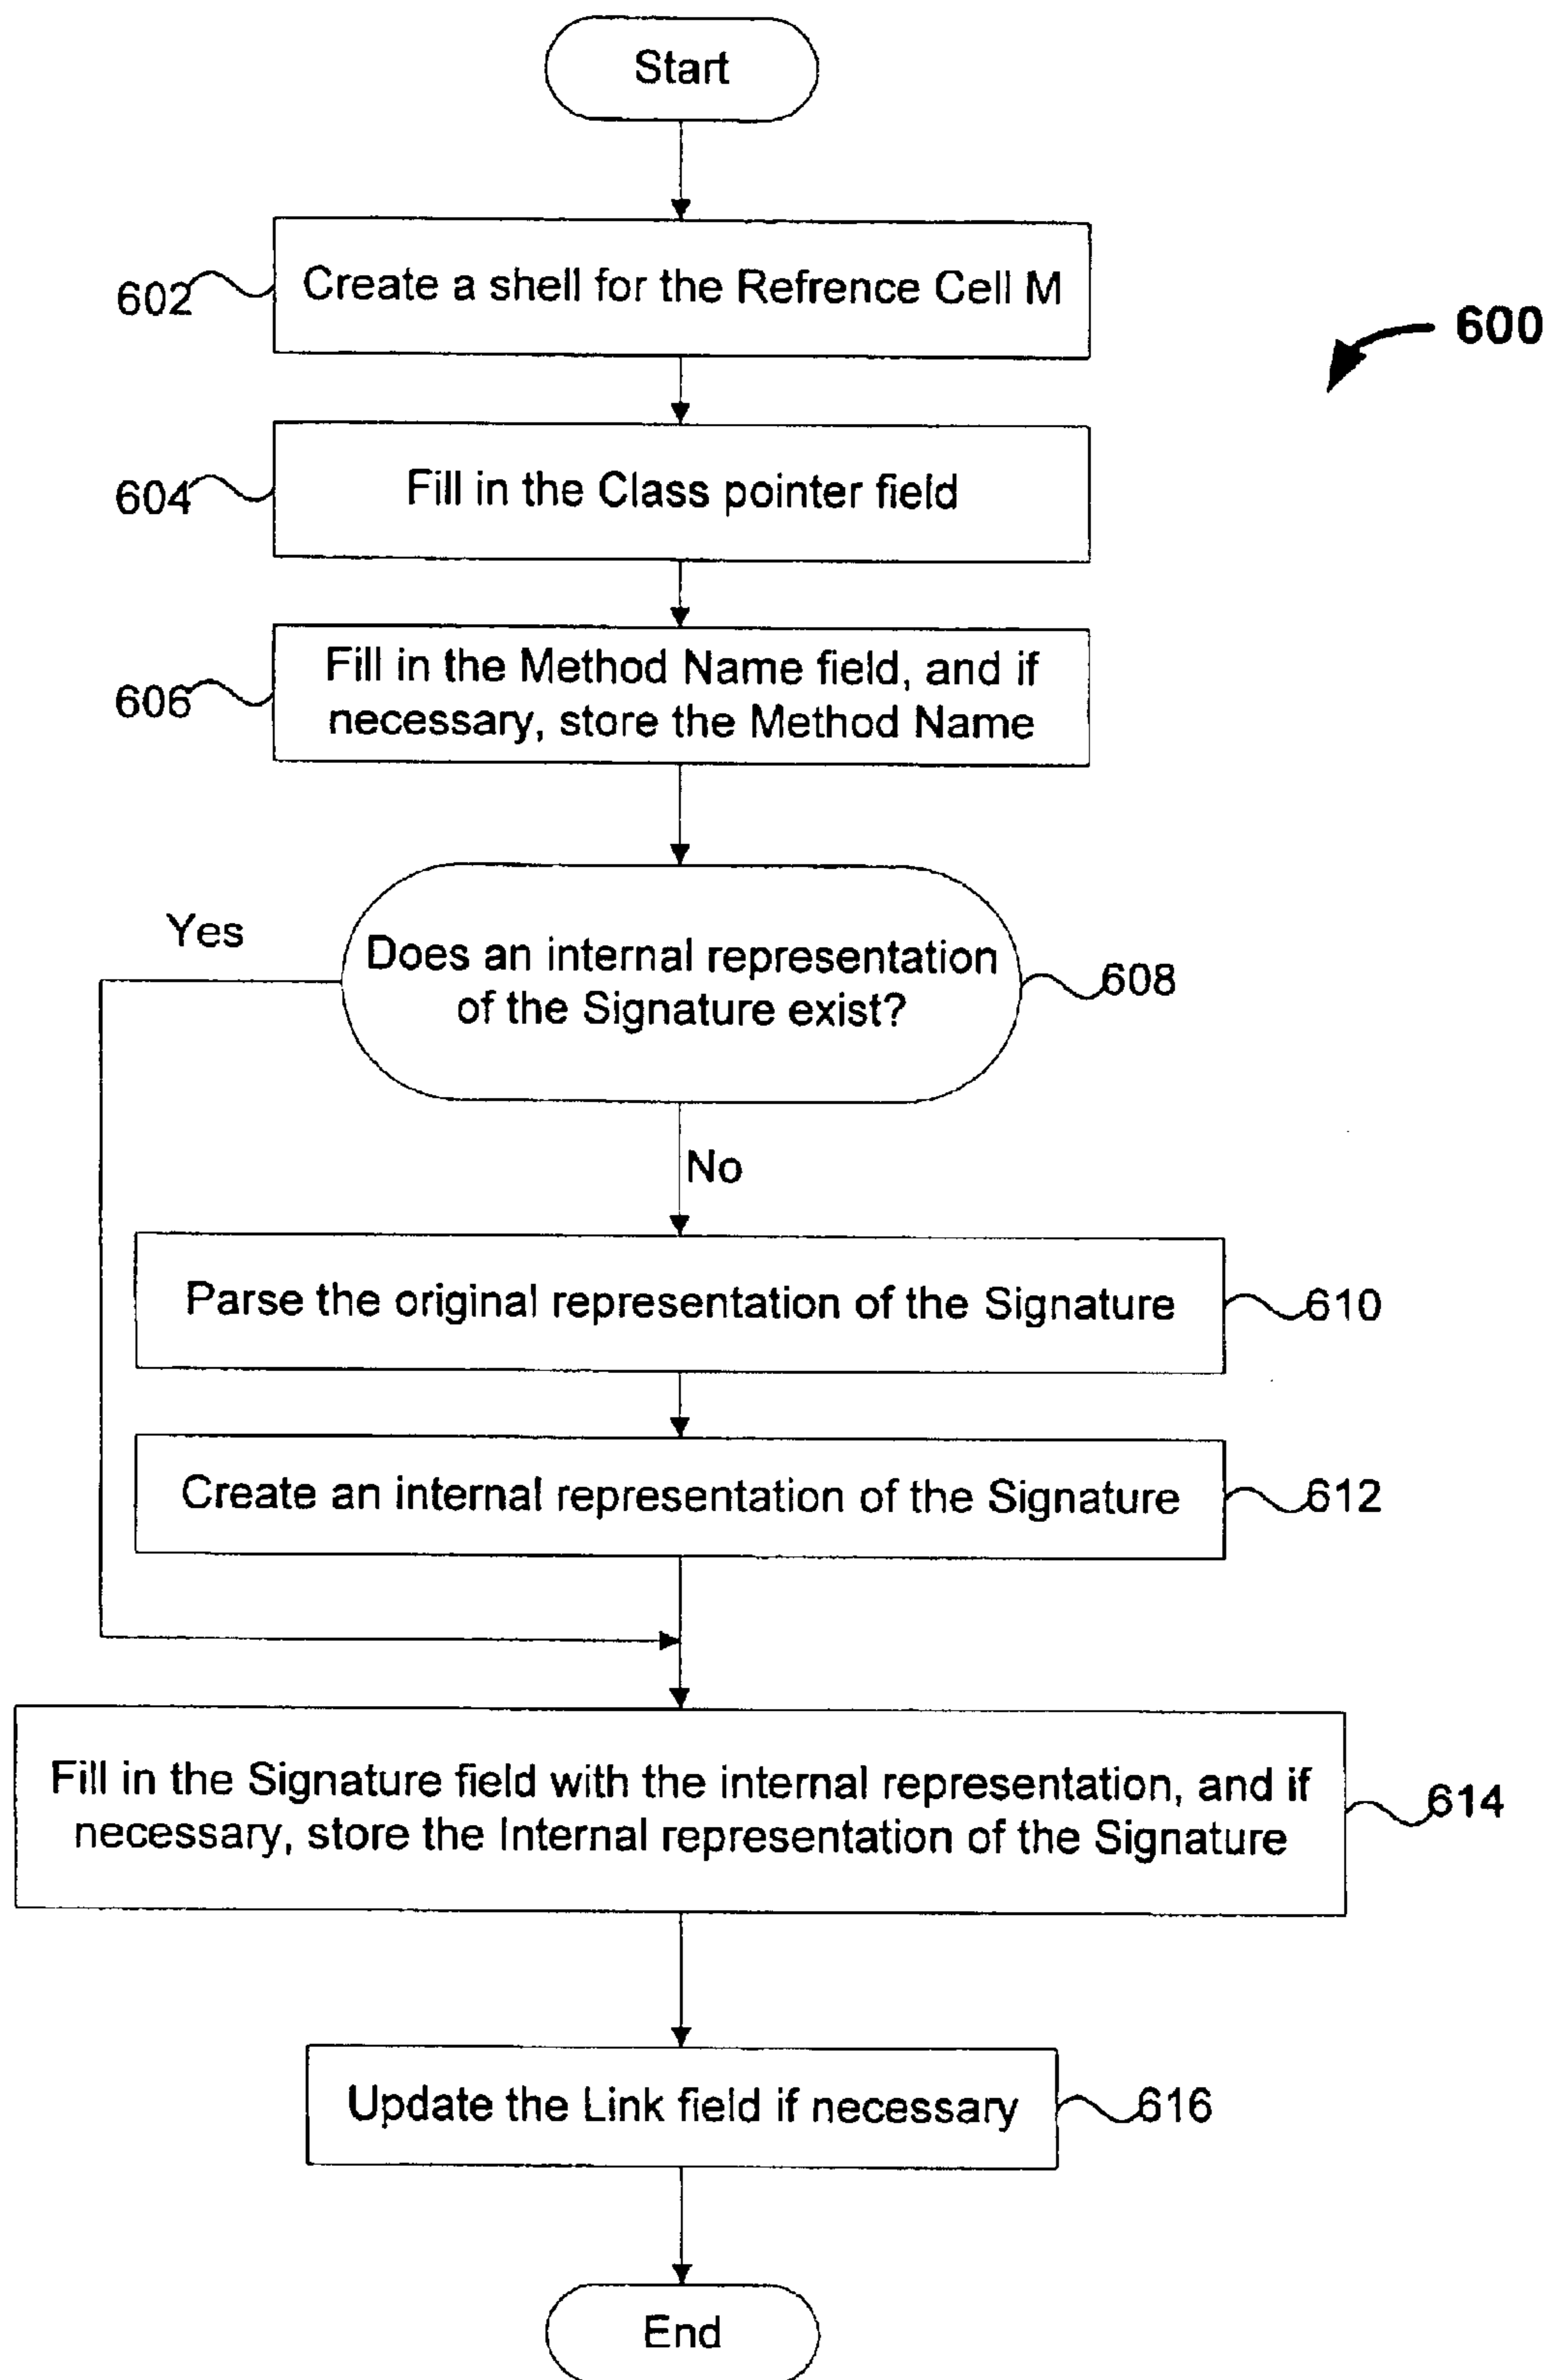 Start
Create a shell for the Refrence Cell M
602
600
Fill in the Class pointer field
604
Fill in the Method Name field, and if
necessary, store the Method Name
606
Yes
Does an internal representation
of the Signature exist?
608
No
Parse the original representation of the Signature
610
Create an internal representation of the Signature
612
Fill in the Signature field with the internal representation, and if
necessary, store the Internal representation of the Signature
614
Update the Link field if necessary
616
End